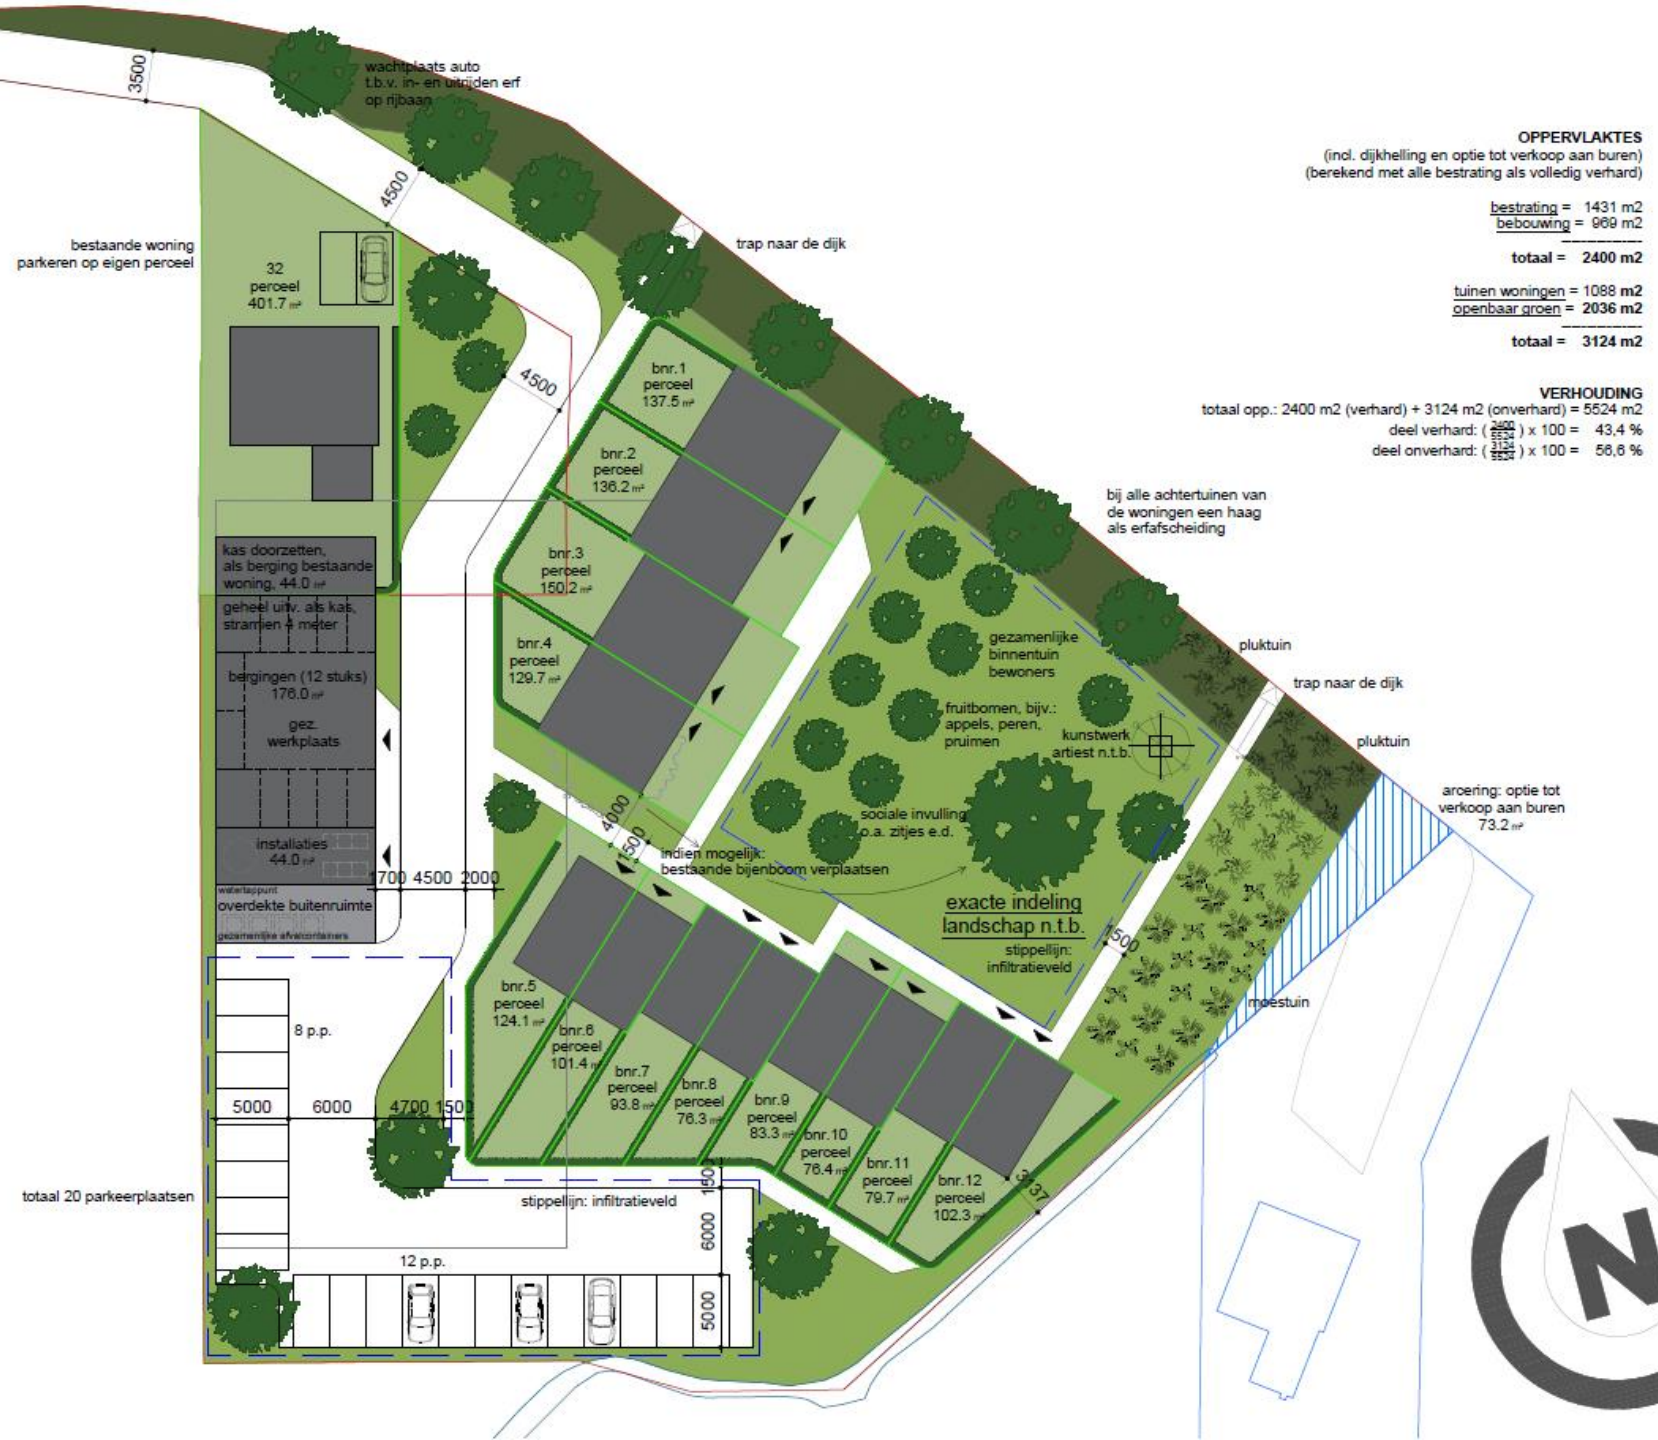 3500
wachtplaats auto
t.b.v. in- en uitrijden erf
op rijbaan
4500
trap naar de dijk
bestaande woning
parkeren op eigen perceel
32
perceel
401.7 m²
4500
OPPERVLAKTES
(incl. dijkhelling en optie tot verkoop aan buren)
(berekend met alle bestrating als volledig verhard)
bestrating = 1431 m2
bebouwing = 969 m2
totaal = 2400 m2
tuinen woningen = 1088 m2
openbaar groen = 2036 m2
totaal = 3124 m2
VERHOUDING
totaal opp.: 2400 m2 (verhard) + 3124 m2 (onverhard) = 5524 m2
deel verhard: ( 2400
5524 ) x 100 = 43,4 %
deel onverhard: ( 3124
5524 ) x 100 = 56,6 %
bnr.1
perceel
137.5 m²
bnr.2
perceel
136.2 m²
bnr.3
perceel
150.2 m²
bnr.4
perceel
129.7 m²
bij alle achtertuinen van
de woningen een haag
als erfafscheiding
kas doorzetten,
als berging bestaande
woning, 44.0 m²
geheel uitv. als kas,
stramien 4 meter
bergingen (12 stuks)
176.0 m²
gez.
werkplaats
installaties
44.0 m²
watertappunt
overdekte buitenruimte
gezamenlijke afvalcontainers
1700 4500 2000
gezamenlijke
binnentuin
bewoners
fruitbomen, bijv.:
appels, peren,
pruimen
kunstwerk
artiest n.t.b.
pluktuin
trap naar de dijk
pluktuin
arcering: optie tot
verkoop aan buren
73.2 m²
4000
1500
sociale invulling
o.a. zitjes e.d.
indien mogelijk:
bestaande bijenboom verplaatsen
exacte indeling
landschap n.t.b.
stippellijn:
infiltratieveld
1500
moestuin
bnr.5
perceel
124.1 m²
bnr.6
perceel
101.4 m²
bnr.7
perceel
93.8 m²
bnr.8
perceel
76.3 m²
bnr.9
perceel
83.3 m²
bnr.10
perceel
76.4 m²
bnr.11
perceel
79.7 m²
bnr.12
perceel
102.3 m²
8 p.p.
5000 6000 4700 1500
totaal 20 parkeerplaatsen
stippellijn: infiltratieveld
12 p.p.
1500
6000
5000
N